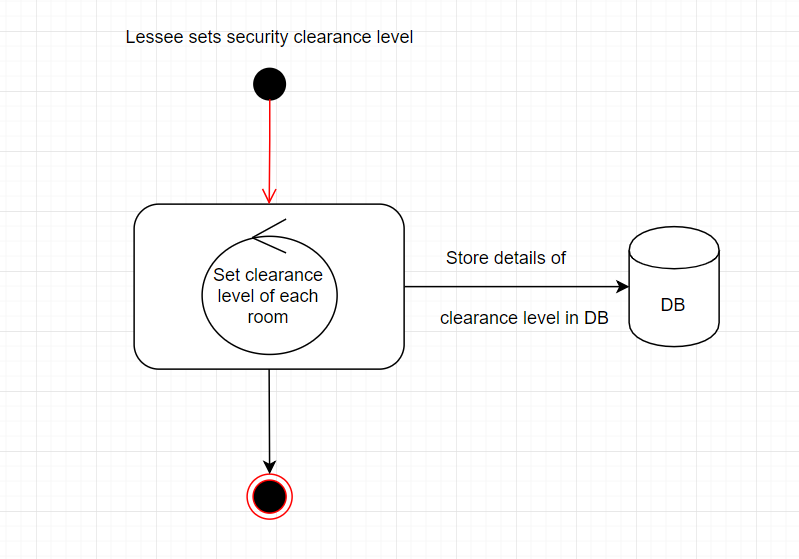 Lessee sets security clearance level
Set clearance
level of each
room
Store details of
clearance level in DB
DB